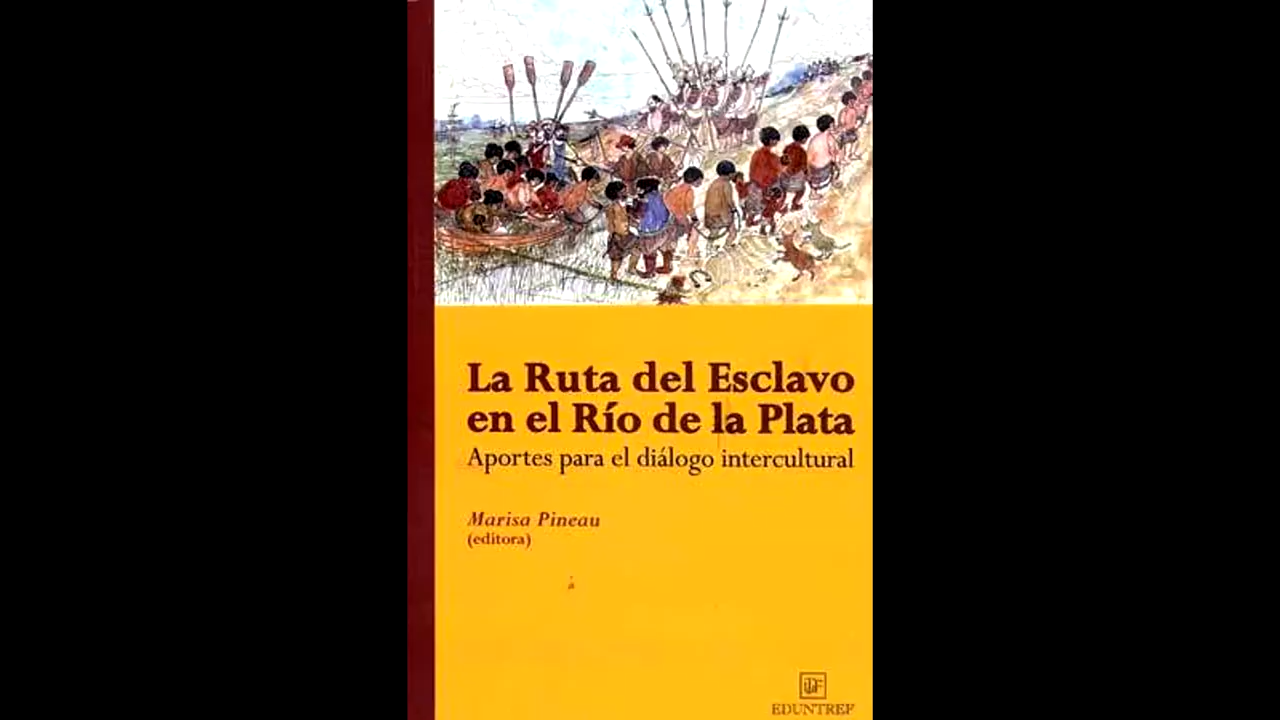 La Ruta del Esclavo
en el Río de la Plata
Aportes para el diálogo intercultural
Marisa Pineau
(editora)
EDUNTREF